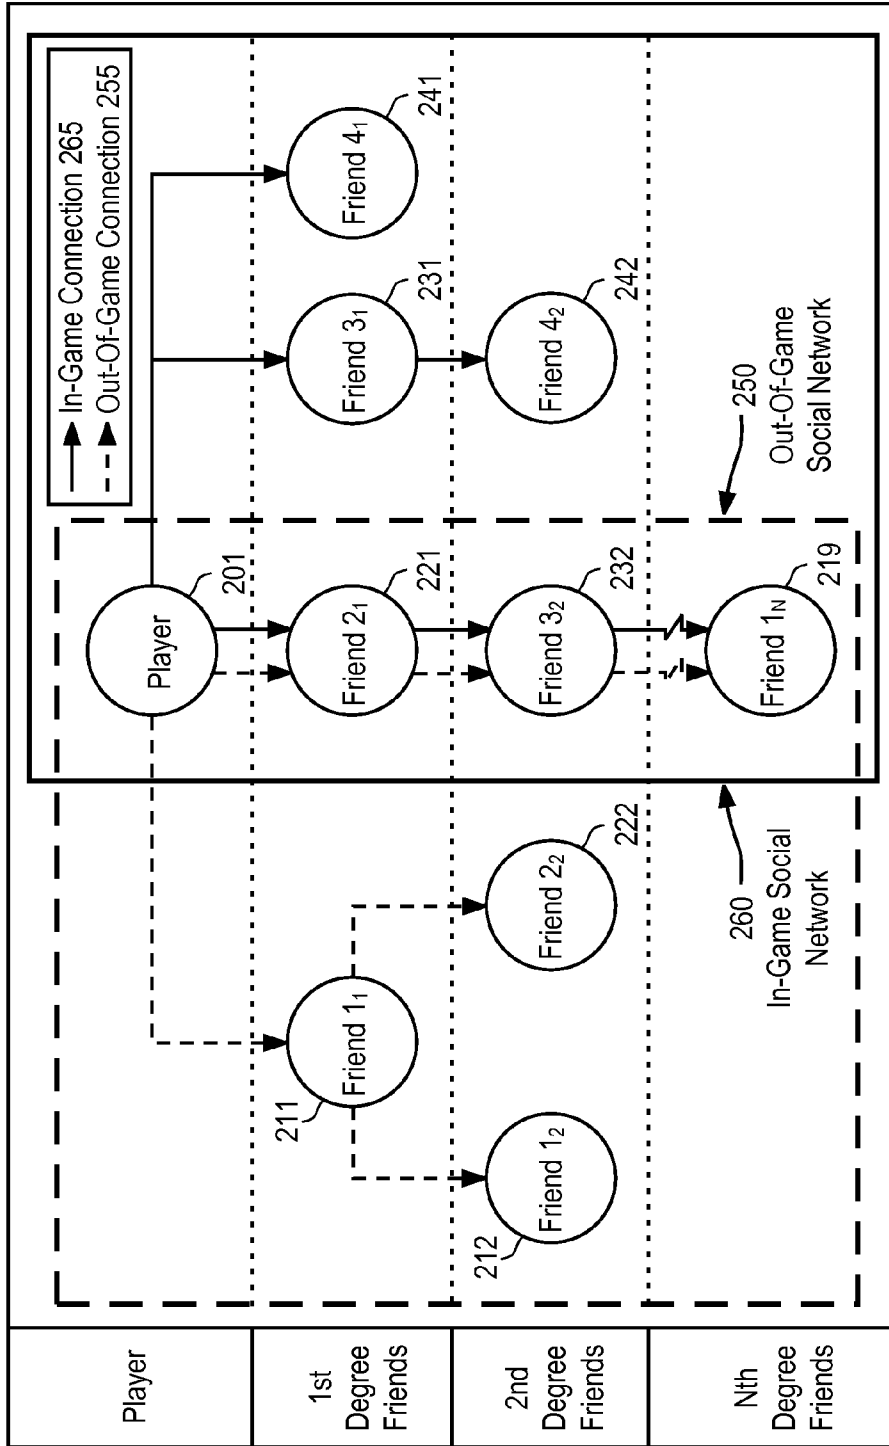 In-Game Connection 265
Out-Of-Game Connection 255
Player
Player
201
1st
Degree
Friends
211
Friend 1₁
Friend 2₁
221
Friend 3₁
231
Friend 4₁
241
2nd
Degree
Friends
212
Friend 1₂
Friend 2₂
222
Friend 3₂
232
Friend 4₂
242
Nth
Degree
Friends
260
In-Game Social
Network
Friend 1N
219
250
Out-Of-Game
Social Network